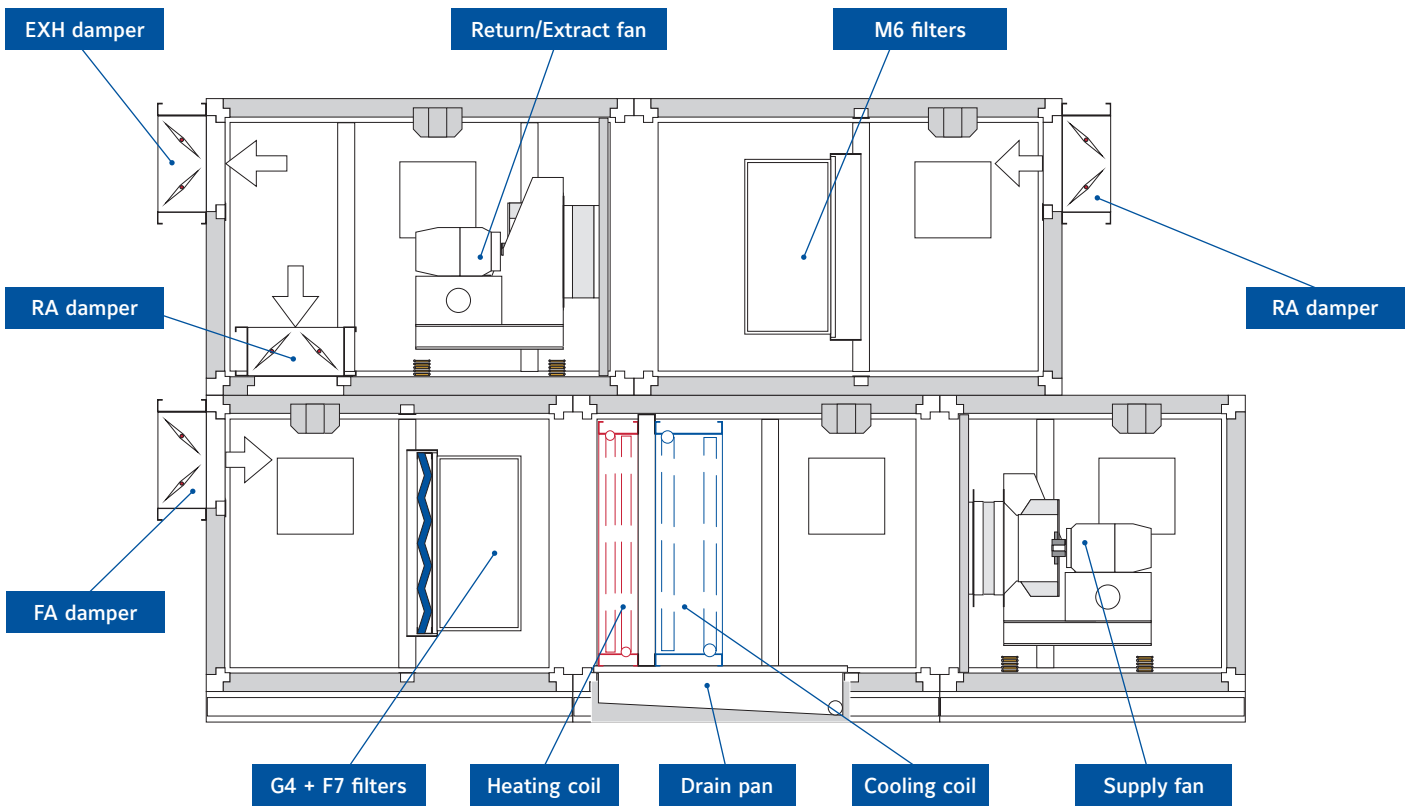 EXH damper
Return/Extract fan
M6 filters
RA damper
RA damper
FA damper
G4 + F7 filters
Heating coil
Drain pan
Cooling coil
Supply fan